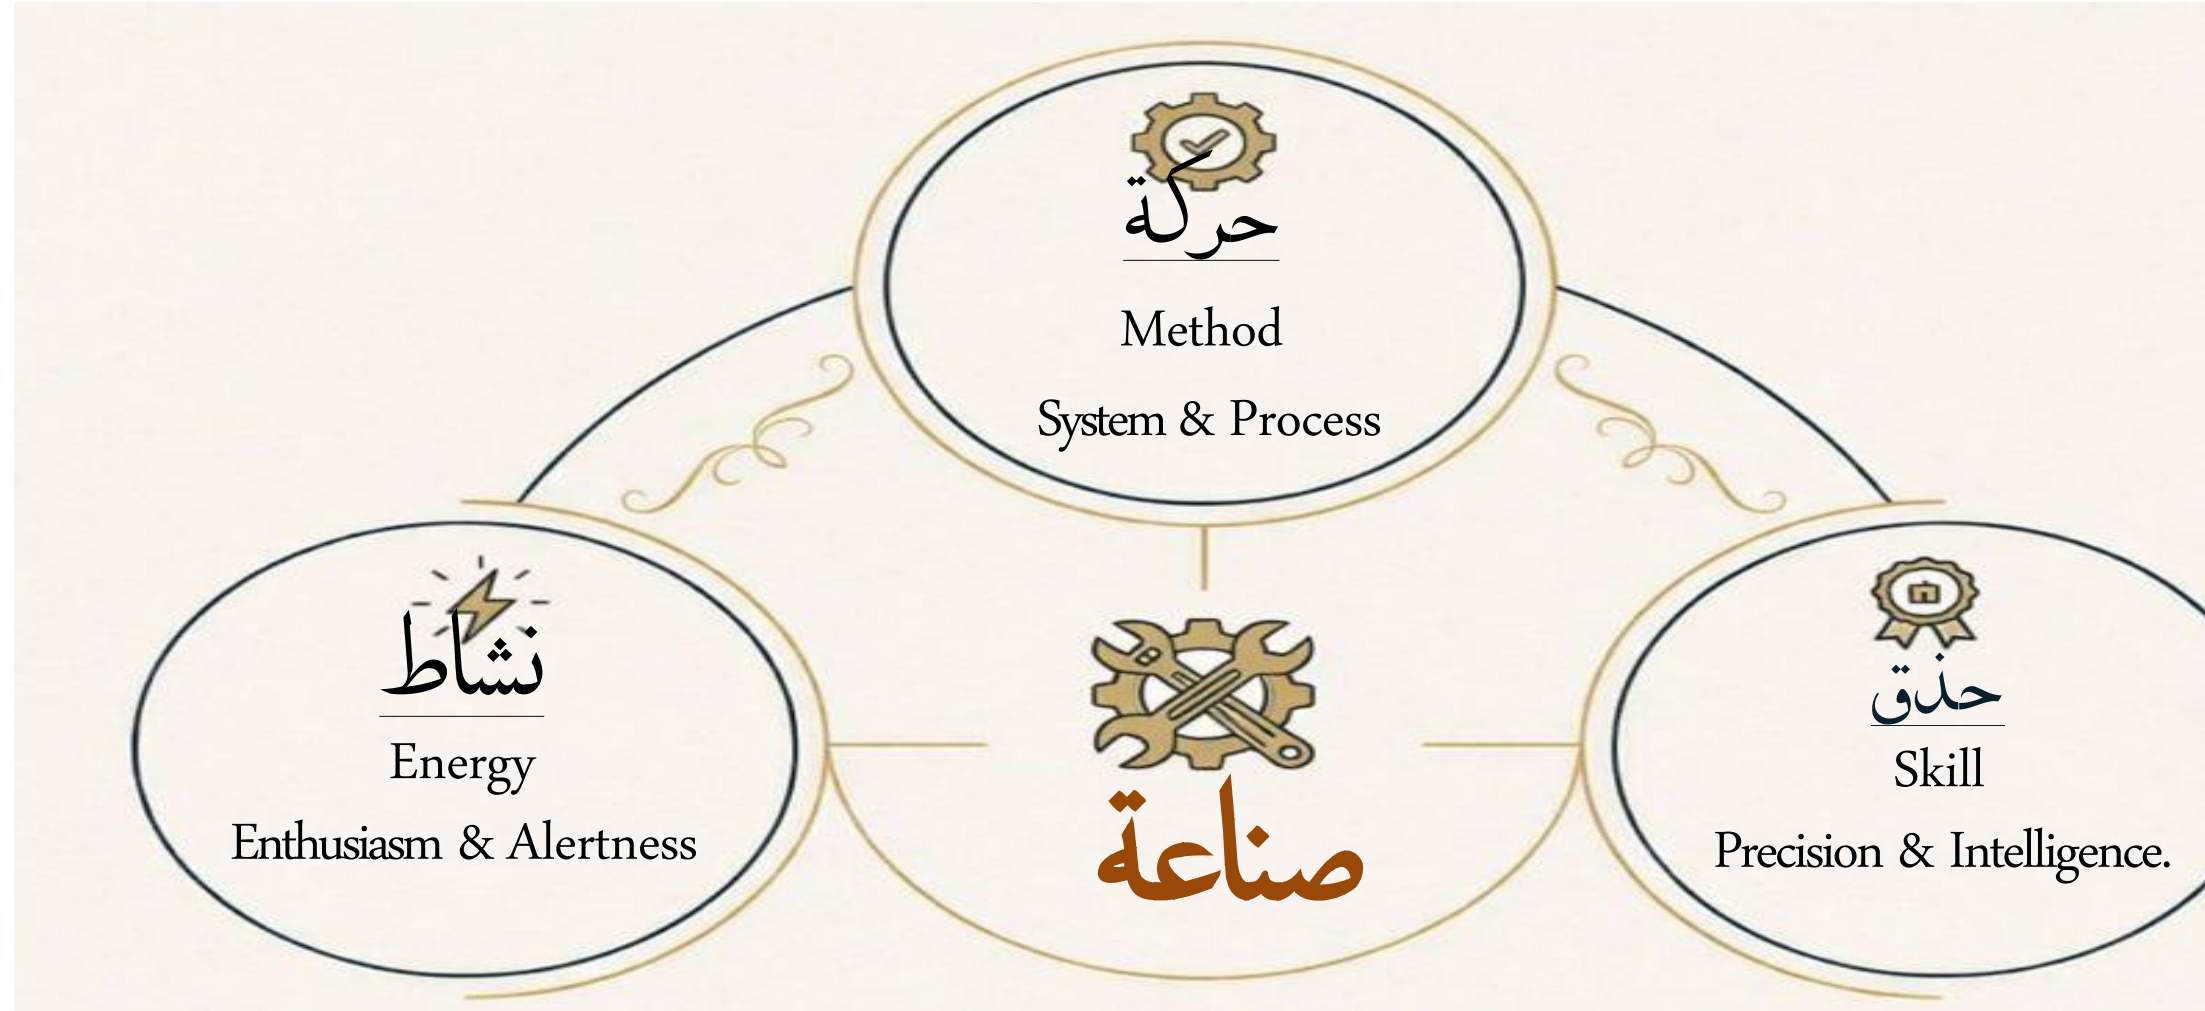 حركة
Method
System & Process
نشاط
Energy
Enthusiasm & Alertness
صناعة
حذق
Skill
Precision & Intelligence.